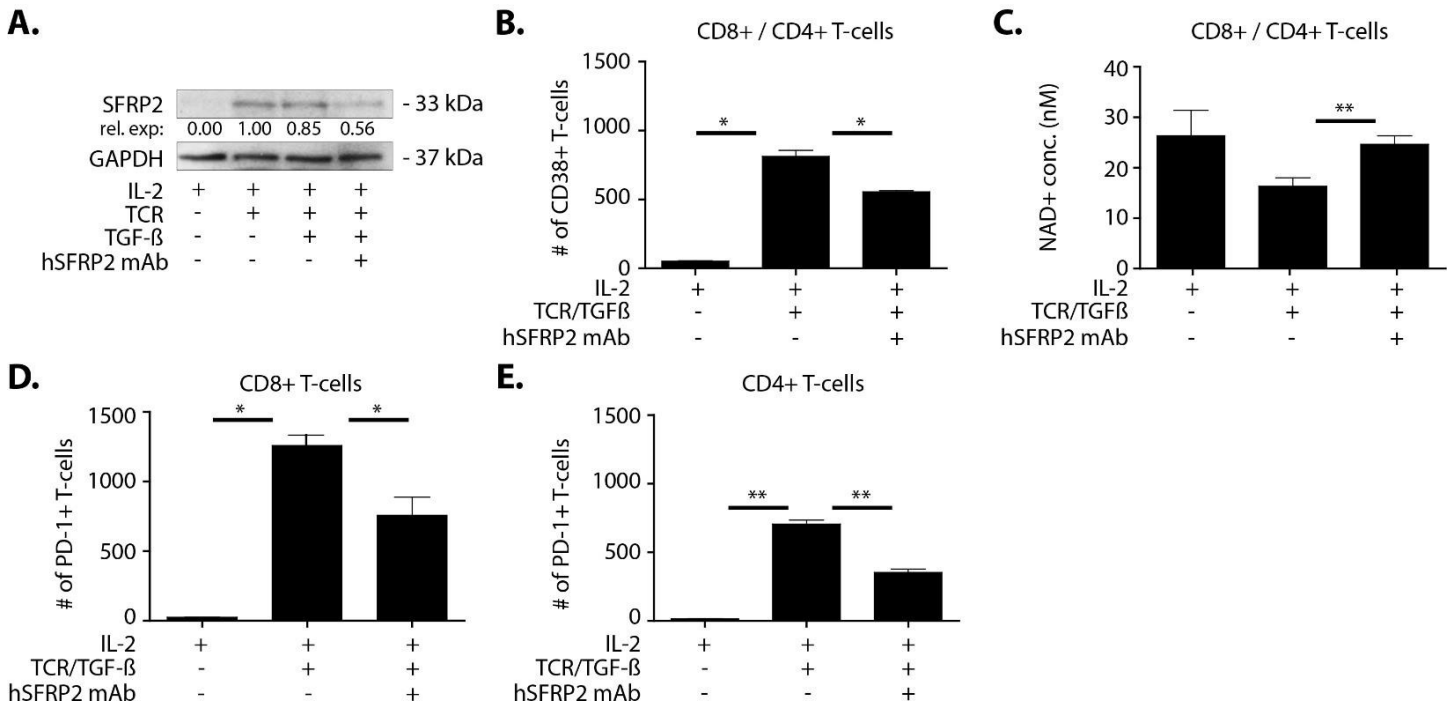 A.
SFRP2 - 33 kDa
rel. exp: 0.00 1.00 0.85 0.56
GAPDH - 37 kDa
IL-2 + + + +
TCR - + + +
TGF-ß - - + +
hSFRP2 mAb - - - +
B.
CD8+ / CD4+ T-cells
# of CD38+ T-cells
1500
1000
500
0
* *
IL-2 + + +
TCR/TGFß - + +
hSFRP2 mAb - - +
C.
CD8+ / CD4+ T-cells
NAD+ conc. (nM)
40
30
20
10
0
**
IL-2 + + +
TCR/TGFß - + +
hSFRP2 mAb - - +
D.
CD8+ T-cells
# of PD-1+ T-cells
1500
1000
500
0
* *
IL-2 + + +
TCR/TGF-ß - + +
hSFRP2 mAb - - +
E.
CD4+ T-cells
# of PD-1+ T-cells
1500
1000
500
0
** **
IL-2 + + +
TCR/TGF-ß - + +
hSFRP2 mAb - - +